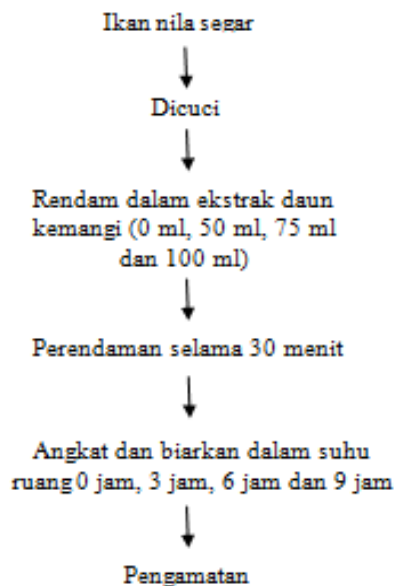 Ikan nila segar
Dicuci
Rendam dalam ekstrak daun
kemangi (0 ml, 50 ml, 75 ml
dan 100 ml)
Perendaman selama 30 menit
Angkat dan biarkan dalam suhu
ruang 0 jam, 3 jam, 6 jam dan 9 jam
Pengamatan